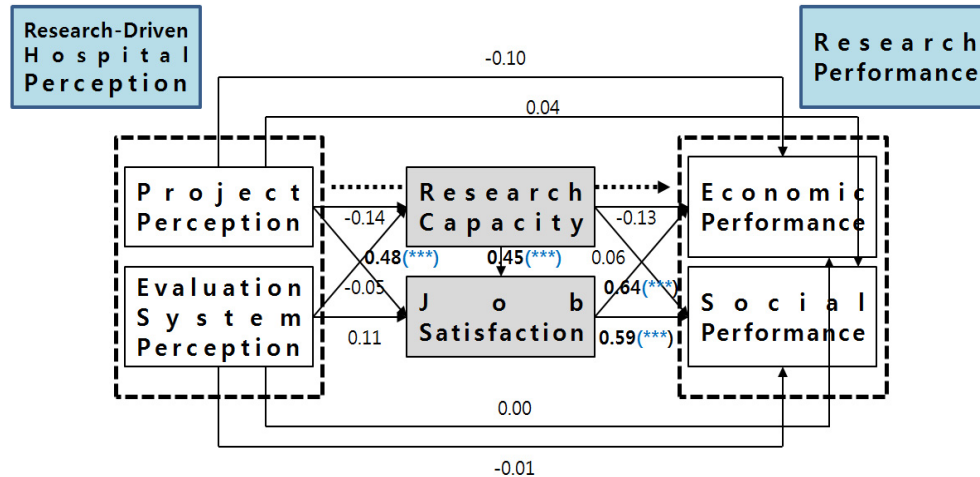 Research-Driven
Hospital
Perception
Research
Performance
-0.10
0.04
Project
Perception
Research
Capacity
Economic
Performance
-0.14
-0.13
0.48(***)
0.45(***)
0.06
Evaluation
System
Perception
-0.05
0.11
Job
Satisfaction
0.64(***)
0.59(***)
Social
Performance
0.00
-0.01